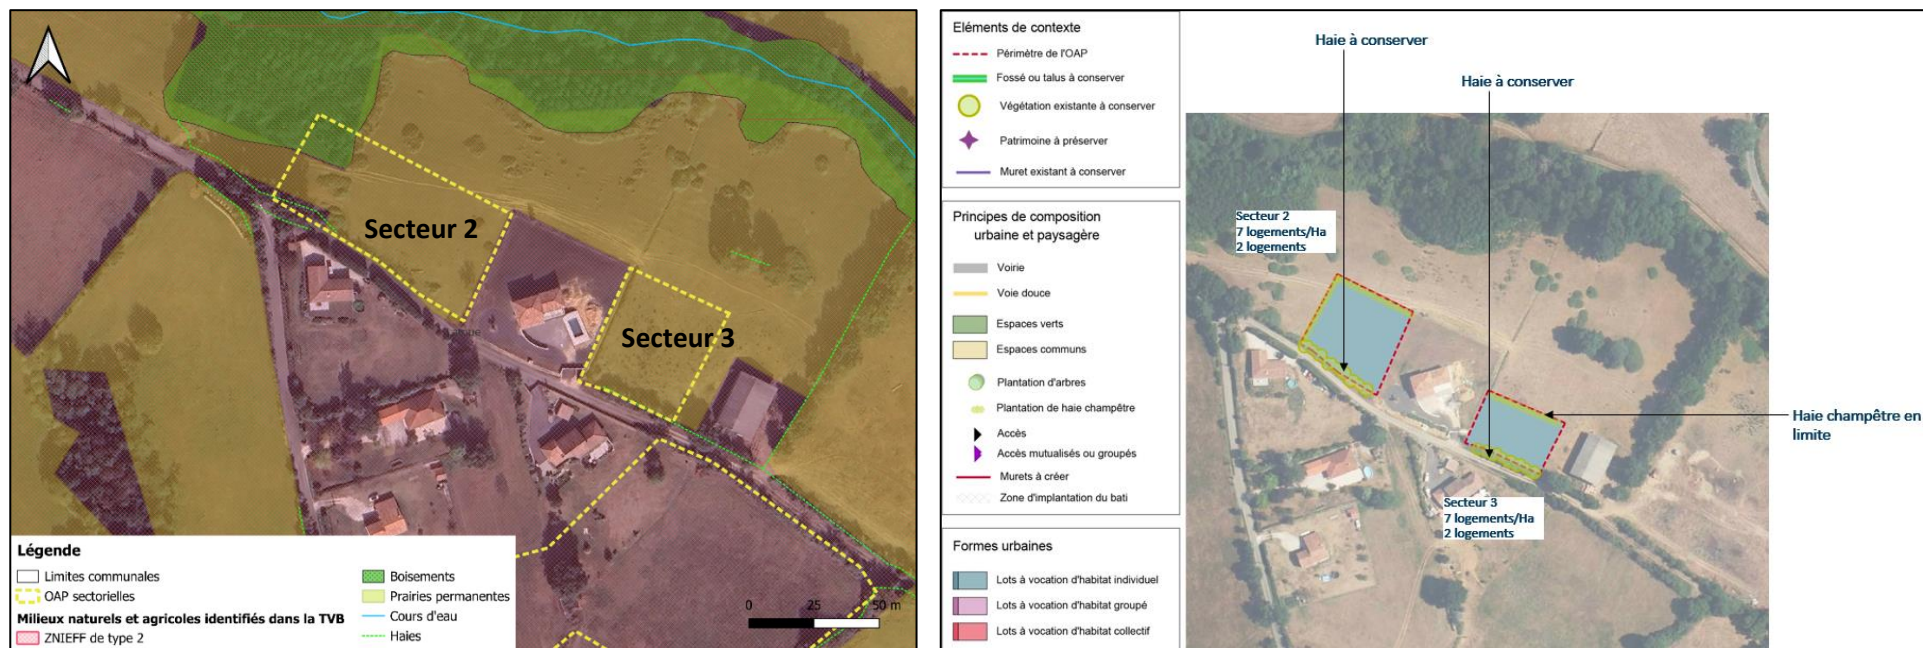 Secteur 2
Secteur 3
Légende
Limites communales
OAP sectorielles
Milieux naturels et agricoles identifiés dans la TVB
ZNIEFF de type 2
Boisements
Prairies permanentes
Cours d'eau
Haies
0 25 50 m
Eléments de contexte
Périmètre de l'OAP
Fossé ou talus à conserver
Végétation existante à conserver
Patrimoine à préserver
Muret existant à conserver
Principes de composition
urbaine et paysagère
Voirie
Voie douce
Espaces verts
Espaces communs
Plantation d'arbres
Plantation de haie champêtre
Accès
Accès mutualisés ou groupés
Murets à créer
Zone d'implantation du bati
Formes urbaines
Lots à vocation d'habitat individuel
Lots à vocation d'habitat groupé
Lots à vocation d'habitat collectif
Haie à conserver
Haie à conserver
Secteur 2
7 logements/Ha
2 logements
Haie champêtre en
limite
Secteur 3
7 logements/Ha
2 logements